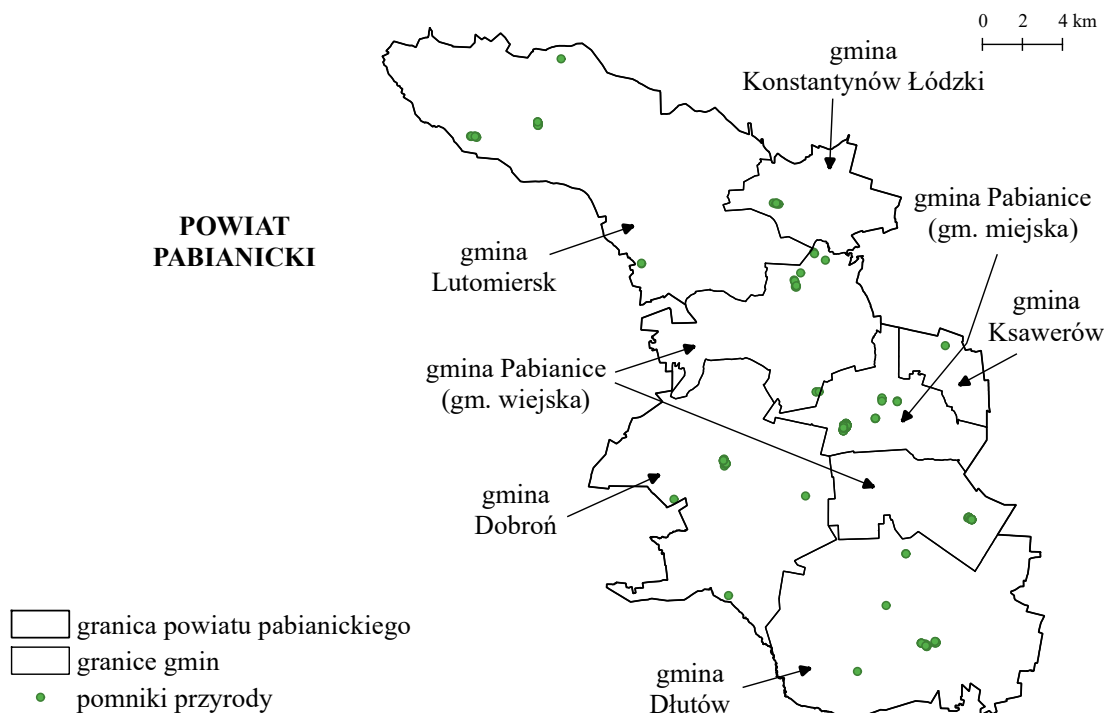 0 2 4 km
gmina
Konstantynów Łódzki
gmina Pabianice
(gm. miejska)
POWIAT
PABIANICKI
gmina
Lutomiersk
gmina
Ksawerów
gmina Pabianice
(gm. wiejska)
gmina
Dobroń
granica powiatu pabianickiego
granice gmin
pomniki przyrody
gmina
Dłutów